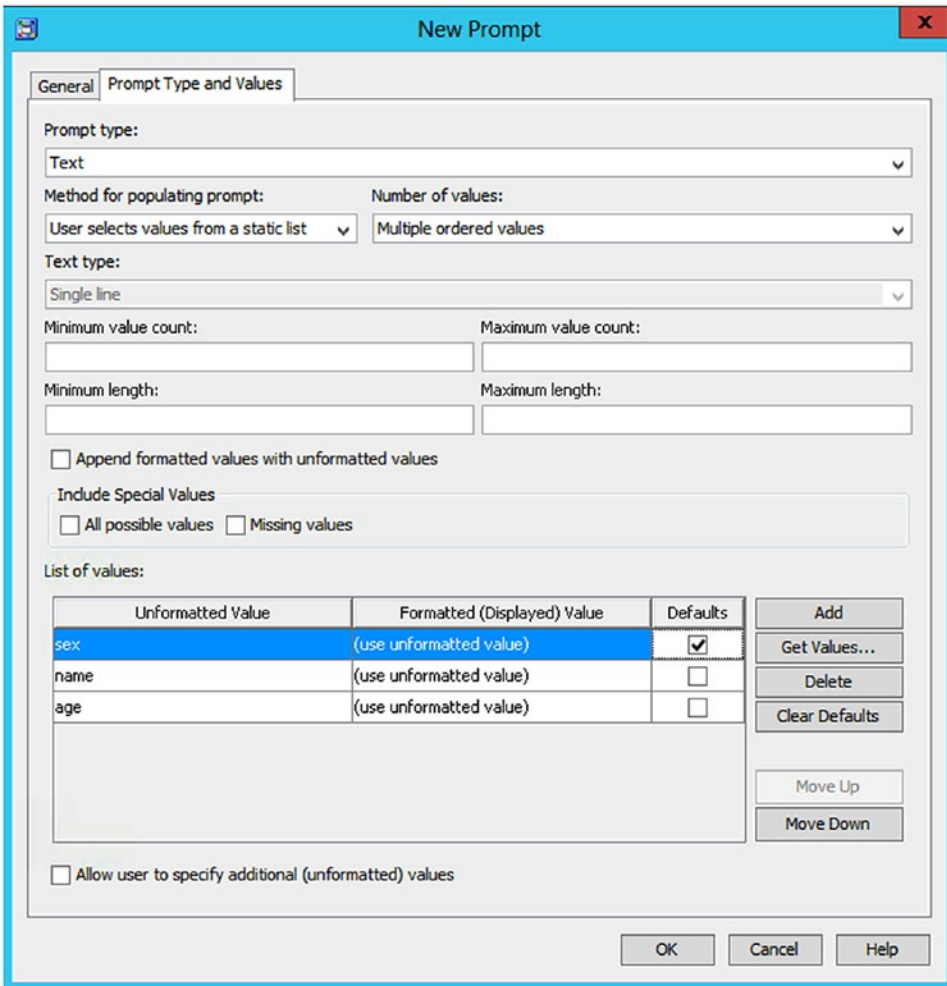 New Prompt
x
General Prompt Type and Values
Prompt type:
Text
Method for populating prompt: Number of values:
User selects values from a static list Multiple ordered values
Text type:
Single line
Minimum value count: Maximum value count:
Minimum length: Maximum length:
Append formatted values with unformatted values
Include Special Values
All possible values Missing values
List of values:
Unformatted Value Formatted (Displayed) Value Defaults Add
sex (use unformatted value) Get Values...
name (use unformatted value) Delete
age (use unformatted value) Clear Defaults
Move Up
Move Down
Allow user to specify additional (unformatted) values
OK Cancel Help